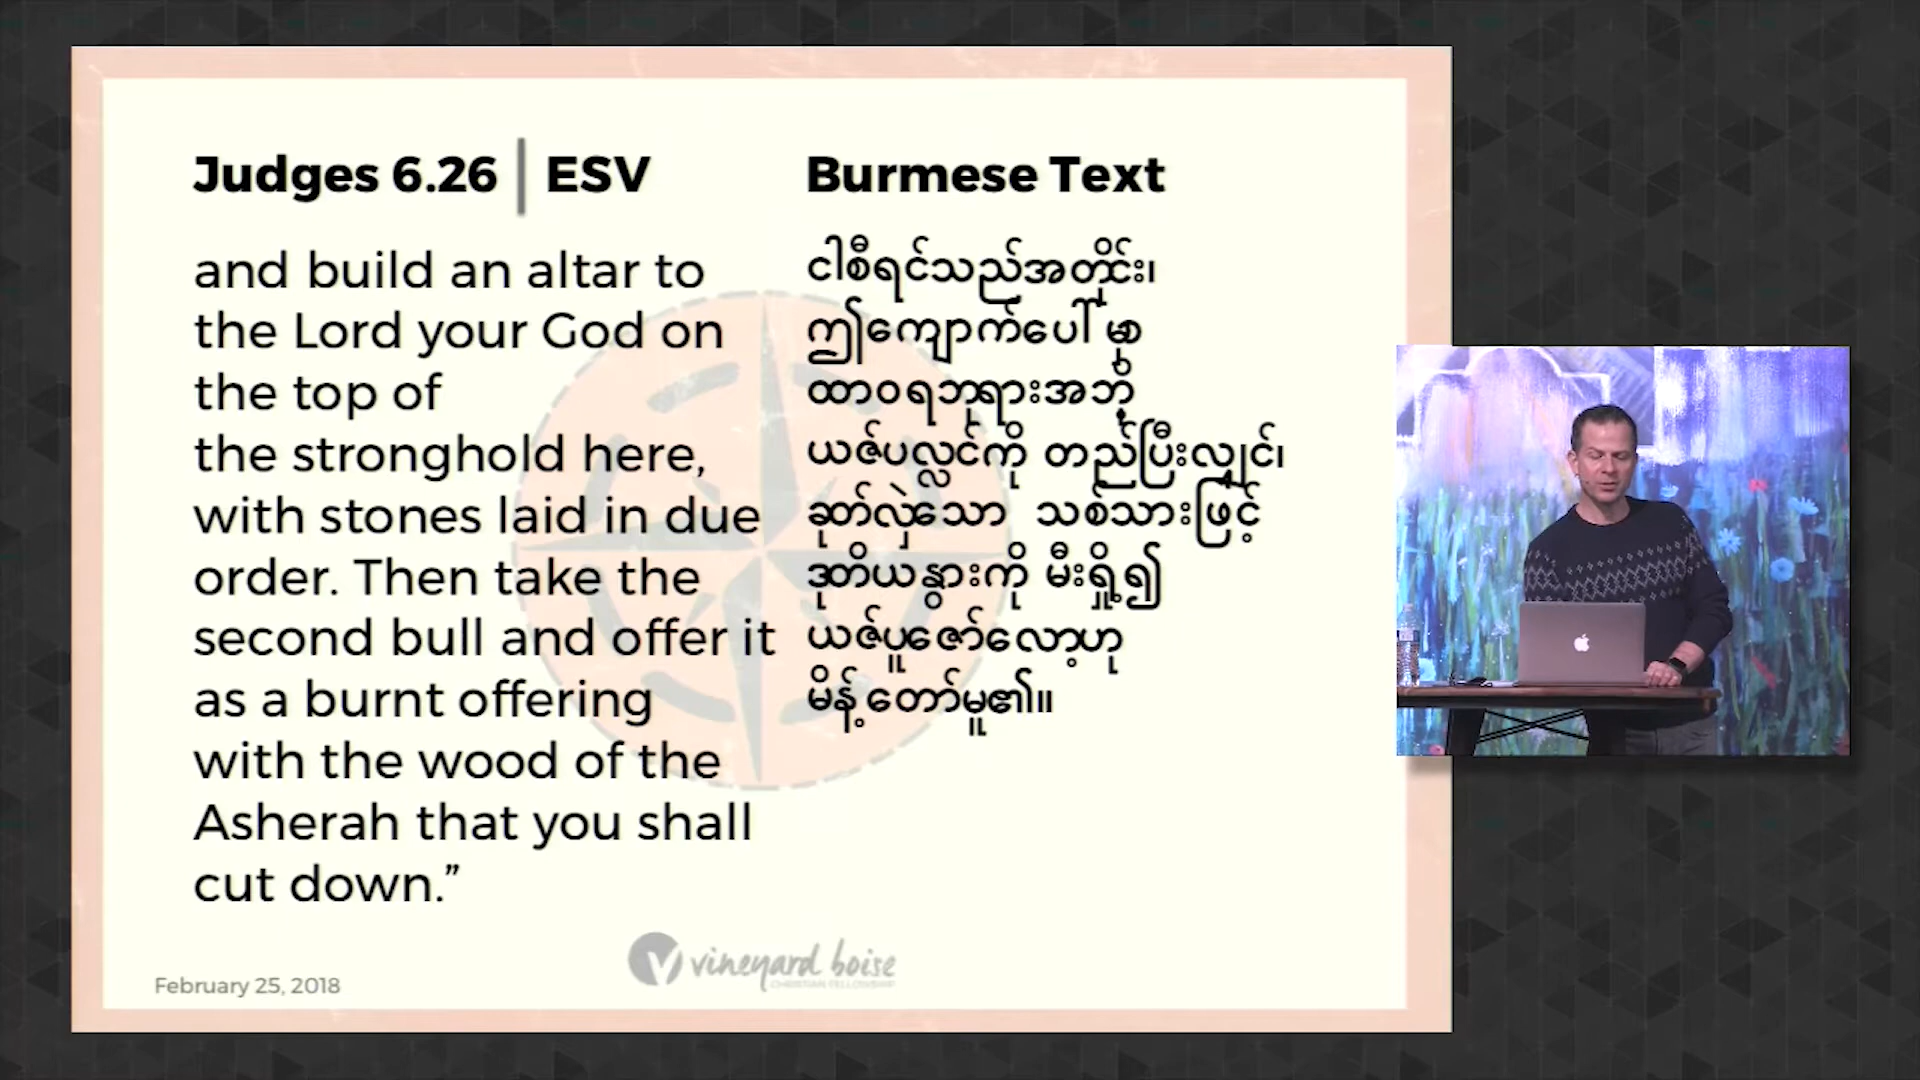 Judges 6.26 | ESV
and build an altar to
the Lord your God on
the top of
the stronghold here,
with stones laid in due
order. Then take the
second bull and offer it
as a burnt offering
with the wood of the
Asherah that you shall
cut down.”
Burmese Text
ငါစီရင်သည်အတိုင်း၊
ဤကျောက်ပေါ်မှာ
ထာဝရဘုရားအဘို့
ယဇ်ပလ္လင်ကို တည်ပြီးလျှင်၊
ခုတ်လှဲသော သစ်သားဖြင့်
ဒုတိယနွားကို မီးရှို့၍
ယဇ်ပူဇော်လော့ဟု
မိန့်တော်မူ၏။
February 25, 2018
vineyard boise
CHRISTIAN FELLOWSHIP